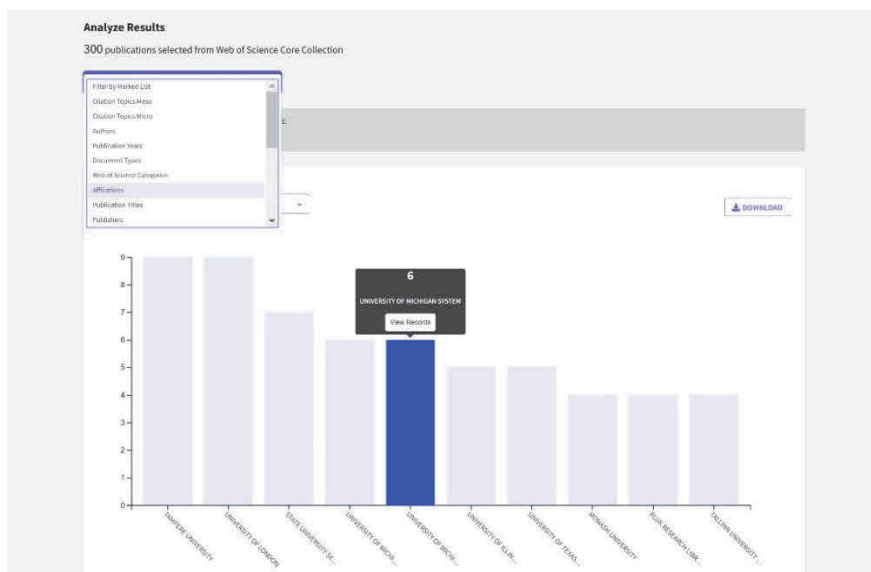 Analyze Results
300 publications selected from Web of Science Core Collection
Filter by Marked List
Citation Topics Meso
Citation Topics Micro
Authors
Publication Years
Document Types
Web of Science Categories
Affiliations
Publication Titles
Publishers
DOWNLOAD
9
8
7
6
5
4
3
2
1
0
6
UNIVERSITY OF MICHIGAN SYSTEM
View Records
TAMPERE UNIVERSITY
UNIVERSITY OF LONDON
STATE UNIVERSITY SY...
UNIVERSITY OF MICHI...
UNIVERSITY OF MICHI...
UNIVERSITY OF ILLIN...
UNIVERSITY OF TEXAS...
MONASH UNIVERSITY
RLUK RESEARCH LIBR...
TALLINN UNIVERSITY ...